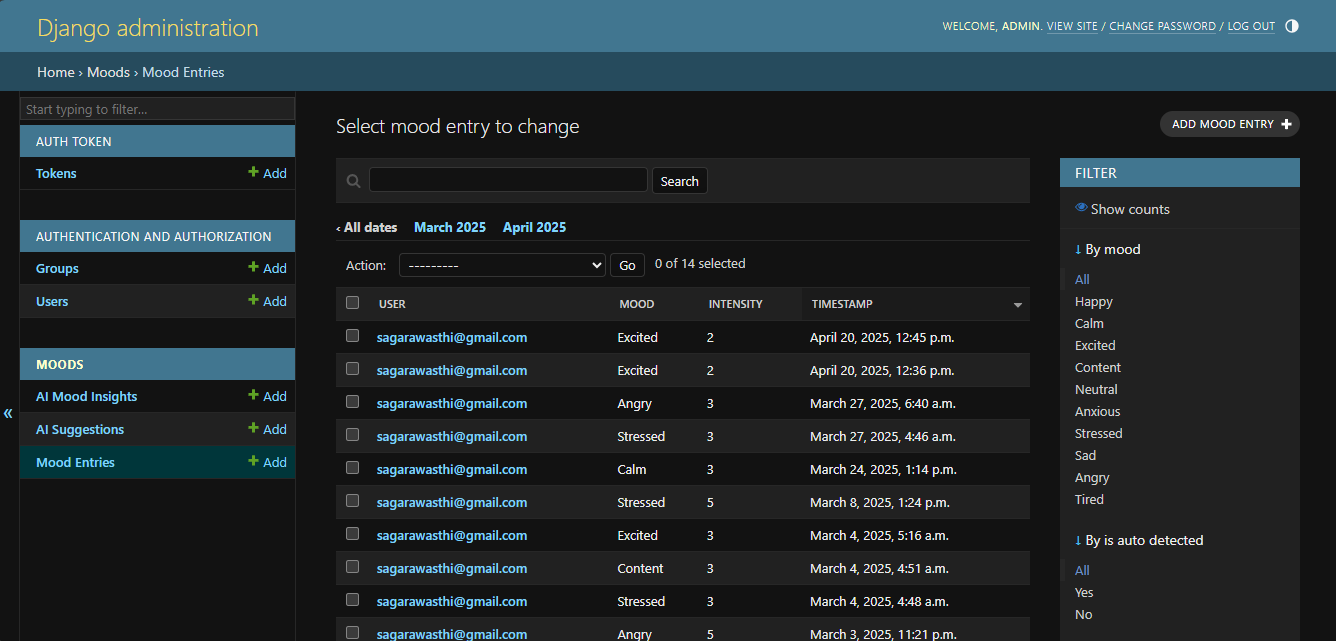 Django administration
WELCOME, ADMIN. VIEW SITE / CHANGE PASSWORD / LOG OUT
Home › Moods › Mood Entries
Start typing to filter...
AUTH TOKEN
Tokens + Add
AUTHENTICATION AND AUTHORIZATION
Groups + Add
Users + Add
MOODS
AI Mood Insights + Add
AI Suggestions + Add
Mood Entries + Add
«
Select mood entry to change
ADD MOOD ENTRY +
Search
‹ All dates March 2025 April 2025
Action: --------- Go 0 of 14 selected
USER MOOD INTENSITY TIMESTAMP
sagarawasthi@gmail.com Excited 2 April 20, 2025, 12:45 p.m.
sagarawasthi@gmail.com Excited 2 April 20, 2025, 12:36 p.m.
sagarawasthi@gmail.com Angry 3 March 27, 2025, 6:40 a.m.
sagarawasthi@gmail.com Stressed 3 March 27, 2025, 4:46 a.m.
sagarawasthi@gmail.com Calm 3 March 24, 2025, 1:14 p.m.
sagarawasthi@gmail.com Stressed 5 March 8, 2025, 1:24 p.m.
sagarawasthi@gmail.com Excited 3 March 4, 2025, 5:16 a.m.
sagarawasthi@gmail.com Content 3 March 4, 2025, 4:51 a.m.
sagarawasthi@gmail.com Stressed 3 March 4, 2025, 4:48 a.m.
sagarawasthi@gmail.com Angry 5 March 3, 2025, 11:21 p.m.
FILTER
Show counts
↓ By mood
All
Happy
Calm
Excited
Content
Neutral
Anxious
Stressed
Sad
Angry
Tired
↓ By is auto detected
All
Yes
No